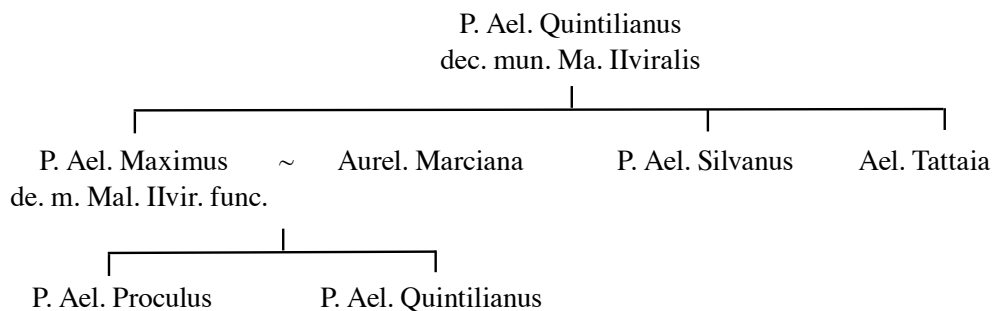 P. Ael. Quintilianus
dec. mun. Ma. IIviralis
P. Ael. Maximus ~ Aurel. Marciana P. Ael. Silvanus Ael. Tattaia
de. m. Mal. IIvir. func.
P. Ael. Proculus P. Ael. Quintilianus